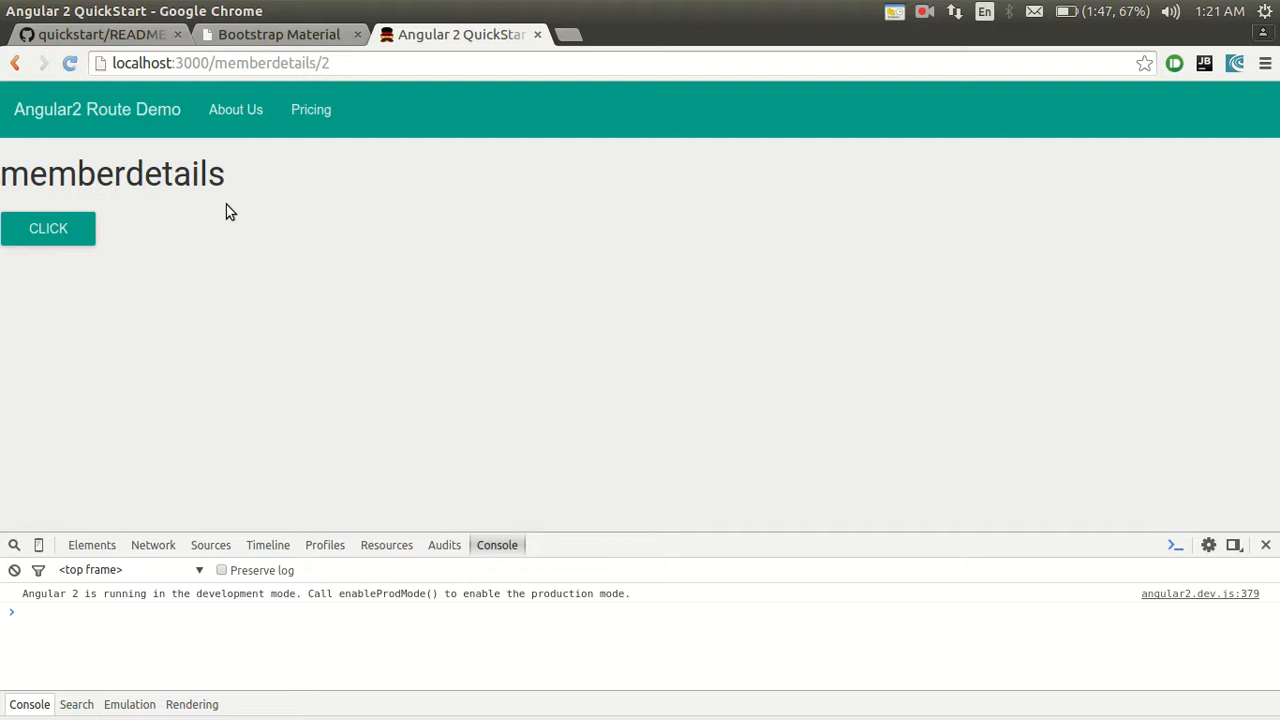 Angular 2 QuickStart - Google Chrome
En
(1:47, 67%)
1:21 AM
quickstart/README
Bootstrap Material
Angular 2 QuickStar
localhost:3000/memberdetails/2
JB
Angular2 Route Demo
About Us
Pricing
memberdetails
CLICK
Elements
Network
Sources
Timeline
Profiles
Resources
Audits
Console
<top frame>
Preserve log
Angular 2 is running in the development mode. Call enableProdMode() to enable the production mode.
angular2.dev.js:379
Console
Search
Emulation
Rendering